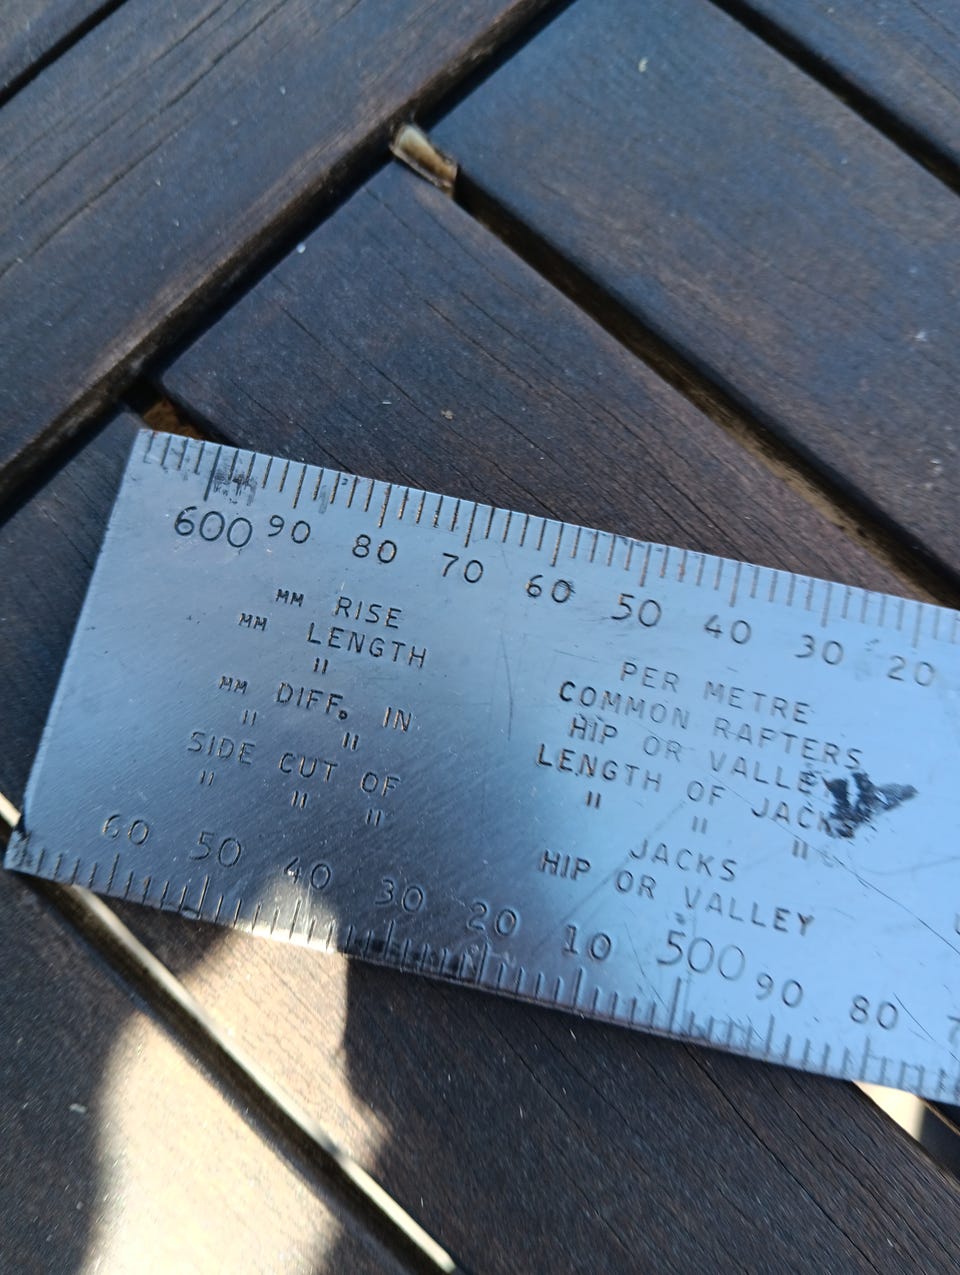 600 90 80 70 60 50 40 30 20
MM RISE PER METRE
MM LENGTH COMMON RAFTERS
" HIP OR VALLEY
MM DIFF. IN LENGTH OF JACKS
" " " " "
SIDE CUT OF JACKS
" " " HIP OR VALLEY
60 50 40 30 20 10 500 90 80